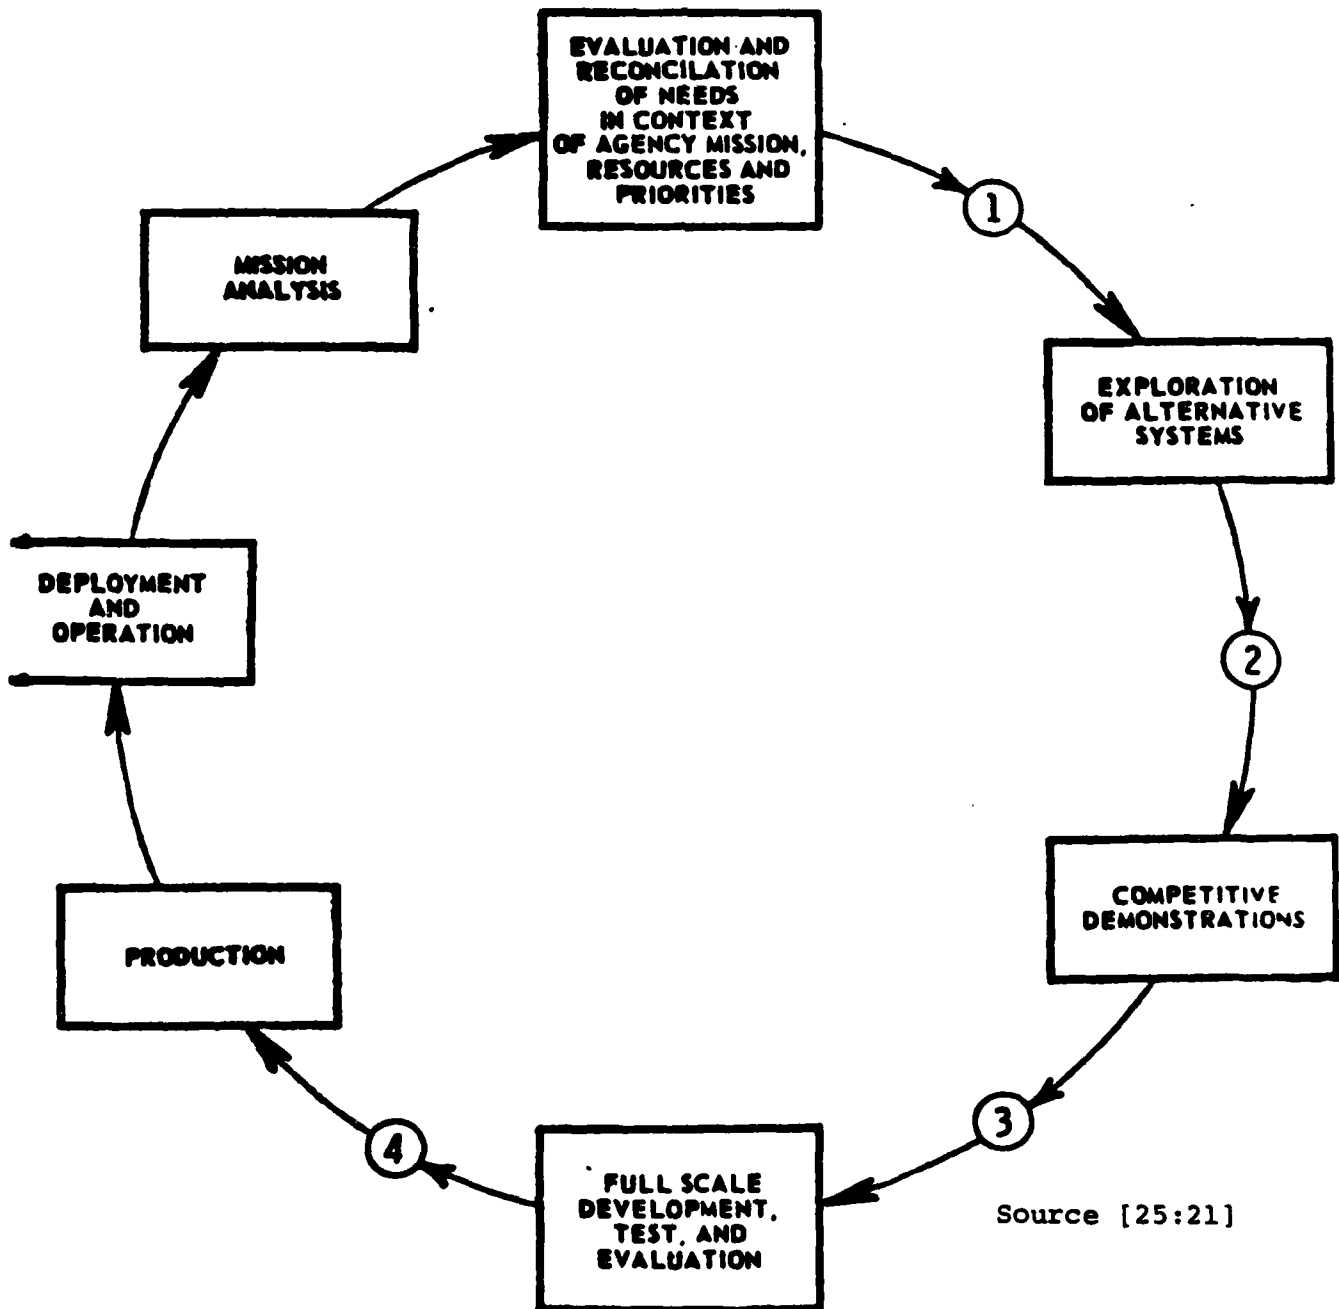 EVALUATION AND
RECONCILATION
OF NEEDS
IN CONTEXT
OF AGENCY MISSION,
RESOURCES AND
PRIORITIES
1
EXPLORATION
OF ALTERNATIVE
SYSTEMS
2
COMPETITIVE
DEMONSTRATIONS
3
FULL SCALE
DEVELOPMENT,
TEST, AND
EVALUATION
4
PRODUCTION
DEPLOYMENT
AND
OPERATION
MISSION
ANALYSIS
Source [25:21]